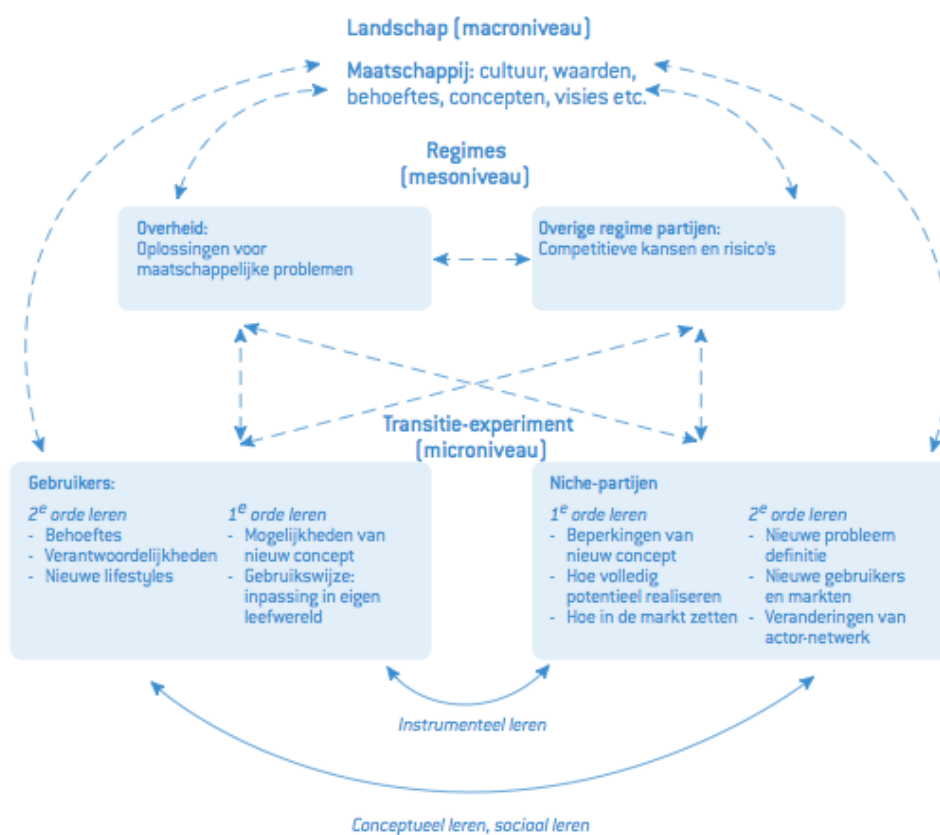 Landschap (macroniveau)
Maatschappij: cultuur, waarden,
behoeftes, concepten, visies etc.
Regimes
(mesoniveau)
Overheid:
Oplossingen voor
maatschappelijke problemen
Overige regime partijen:
Competitieve kansen en risico's
Transitie-experiment
(microniveau)
Gebruikers:
2e orde leren
- Behoeftes
- Verantwoordelijkheden
- Nieuwe lifestyles
1e orde leren
- Mogelijkheden van
nieuw concept
- Gebruikswijze:
inpassing in eigen
leefwereld
Niche-partijen
1e orde leren
- Beperkingen van
nieuw concept
- Hoe volledig
potentieel realiseren
- Hoe in de markt zetten
2e orde leren
- Nieuwe probleem
definitie
- Nieuwe gebruikers
en markten
- Veranderingen van
actor-netwerk
Instrumenteel leren
Conceptueel leren, sociaal leren